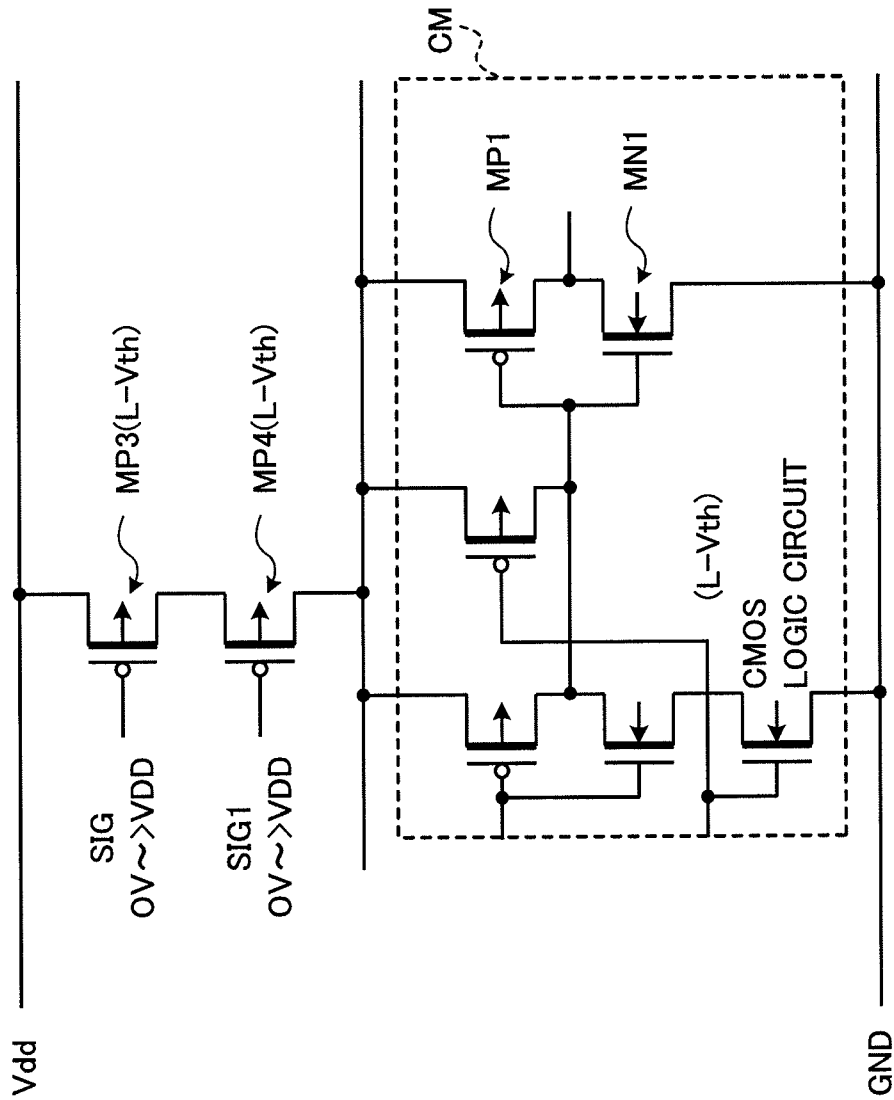 Vdd
SIG
0V~>VDD
MP3(L-Vth)
SIG1
0V~>VDD
MP4(L-Vth)
CM
MP1
MN1
(L-Vth)
CMOS
LOGIC CIRCUIT
GND